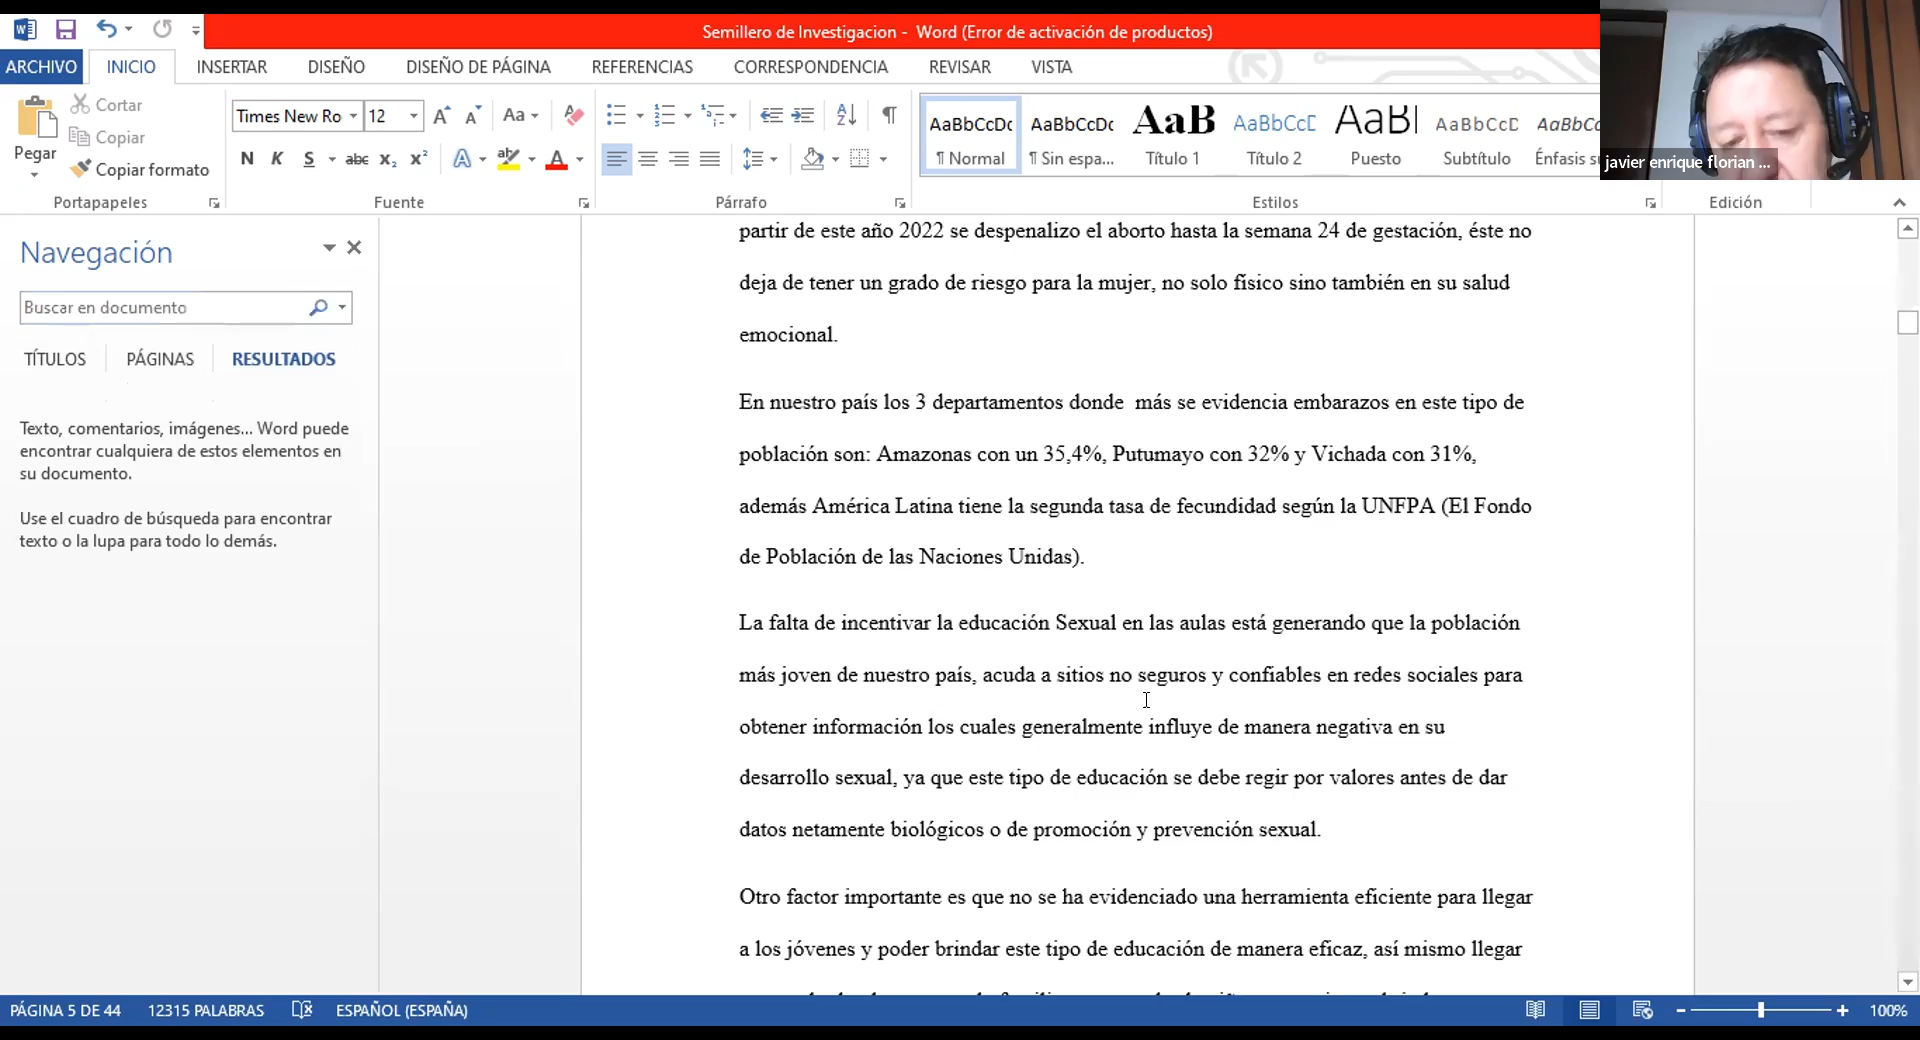 Semillero de Investigacion - Word (Error de activación de productos)
ARCHIVO INICIO INSERTAR DISEÑO DISEÑO DE PÁGINA REFERENCIAS CORRESPONDENCIA REVISAR VISTA
Pegar
Cortar
Copiar
Copiar formato
Portapapeles
Times New Ro 12 Aa
N K S abc x₂ x² A A
Fuente
Párrafo
AaBbCcDc AaBbCcDc AaB AaBbCcD AaB AaBbCcD AaBbCc
¶ Normal ¶ Sin espa... Título 1 Título 2 Puesto Subtítulo Énfasis
Estilos
Edición
javier enrique florian ...
Navegación
Buscar en documento
TÍTULOS PÁGINAS RESULTADOS
Texto, comentarios, imágenes... Word puede
encontrar cualquiera de estos elementos en
su documento.
Use el cuadro de búsqueda para encontrar
texto o la lupa para todo lo demás.
partir de este año 2022 se despenalizo el aborto hasta la semana 24 de gestación, éste no
deja de tener un grado de riesgo para la mujer, no solo físico sino también en su salud
emocional.
En nuestro país los 3 departamentos donde  más se evidencia embarazos en este tipo de
población son: Amazonas con un 35,4%, Putumayo con 32% y Vichada con 31%,
además América Latina tiene la segunda tasa de fecundidad según la UNFPA (El Fondo
de Población de las Naciones Unidas).
La falta de incentivar la educación Sexual en las aulas está generando que la población
más joven de nuestro país, acuda a sitios no seguros y confiables en redes sociales para
obtener información los cuales generalmente influye de manera negativa en su
desarrollo sexual, ya que este tipo de educación se debe regir por valores antes de dar
datos netamente biológicos o de promoción y prevención sexual.
Otro factor importante es que no se ha evidenciado una herramienta eficiente para llegar
a los jóvenes y poder brindar este tipo de educación de manera eficaz, así mismo llegar
PÁGINA 5 DE 44 12315 PALABRAS ESPAÑOL (ESPAÑA) 100%